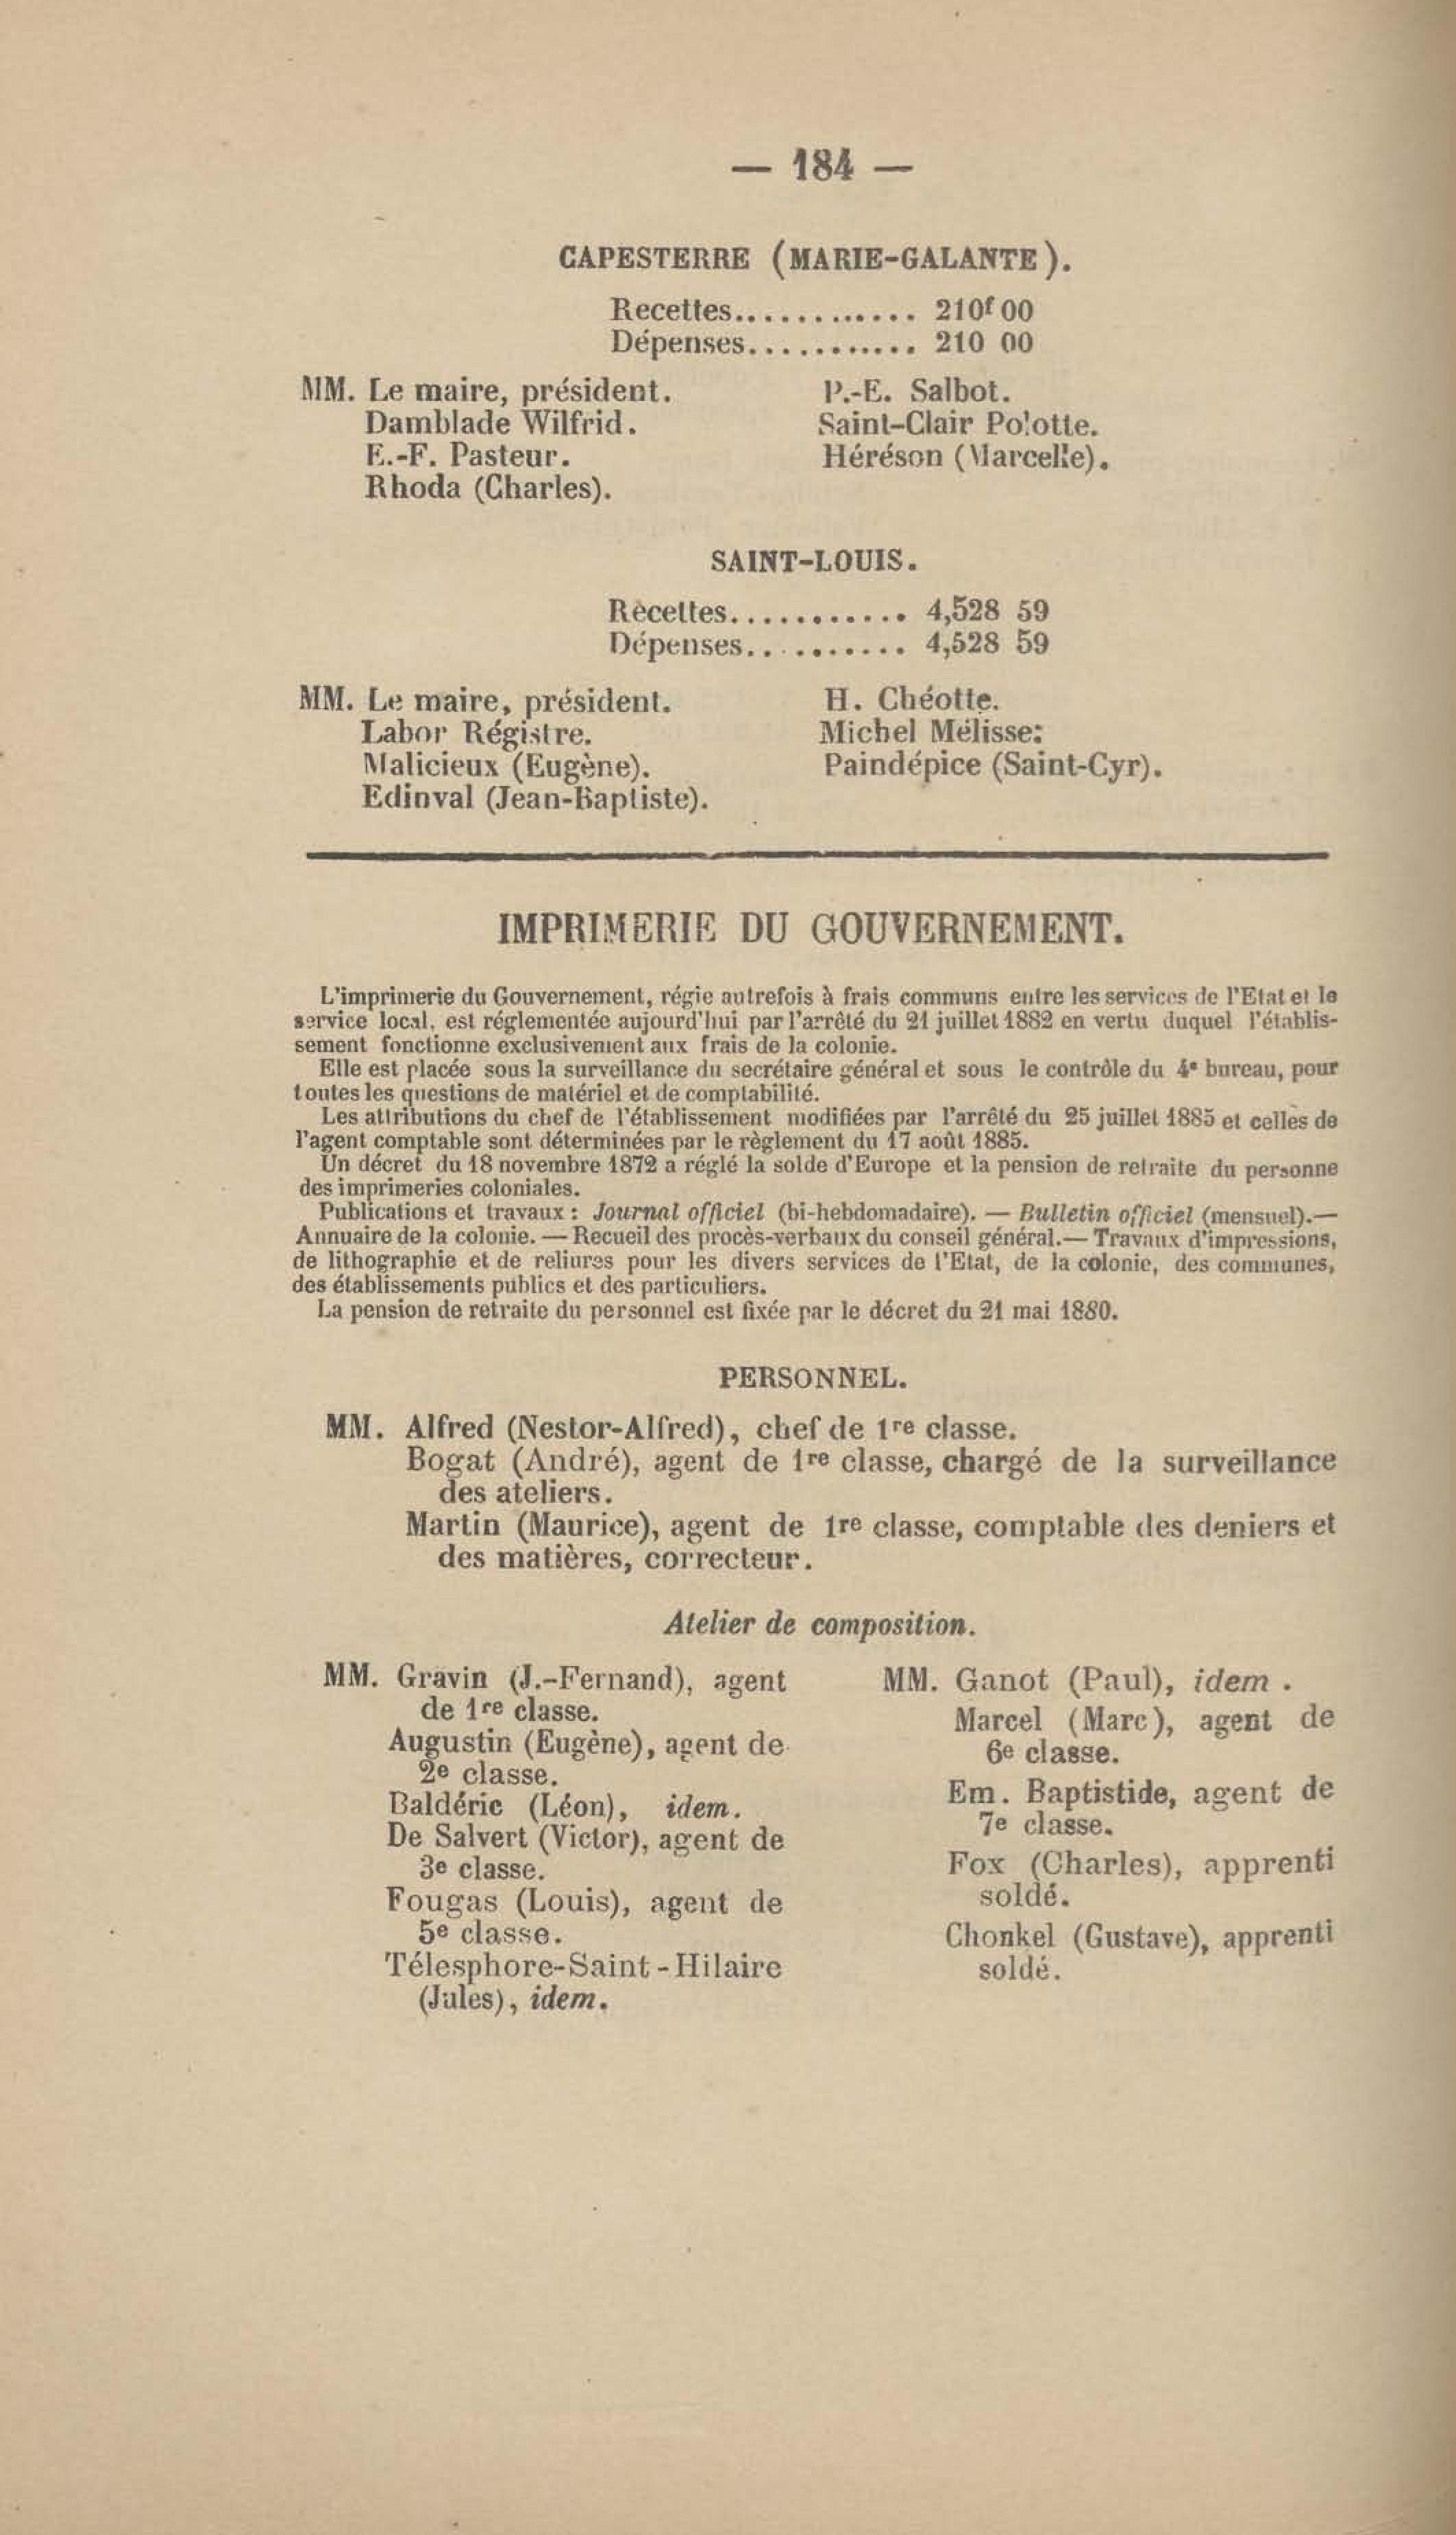 — 184 —
CAPESTERRE (MARIE-GALANTE).
Recettes............ 210f 00
Dépenses............ 210 00
MM. Le maire, président.
Damblade Wilfrid.
E.-F. Pasteur.
Rhoda (Charles).
P.-E. Salbot.
Saint-Clair Polotte.
Héréson (Marcelle).
SAINT-LOUIS.
Recettes............ 4,528 59
Dépenses............ 4,528 59
MM. Le maire, président.
Labor Régistre.
Malicieux (Eugène).
Edinval (Jean-Baptiste).
H. Chéotte.
Michel Mélisse:
Paindépice (Saint-Cyr).
IMPRIMERIE DU GOUVERNEMENT.
L'imprimerie du Gouvernement, régie autrefois à frais communs entre les services de l'Etat et le
service local, est réglementée aujourd'hui par l'arrêté du 21 juillet 1882 en vertu duquel l'établis-
sement fonctionne exclusivement aux frais de la colonie.
Elle est placée sous la surveillance du secrétaire général et sous le contrôle du 4e bureau, pour
toutes les questions de matériel et de comptabilité.
Les attributions du chef de l'établissement modifiées par l'arrêté du 25 juillet 1885 et celles de
l'agent comptable sont déterminées par le règlement du 17 août 1885.
Un décret du 18 novembre 1872 a réglé la solde d'Europe et la pension de retraite du personne
des imprimeries coloniales.
Publications et travaux : Journal officiel (bi-hebdomadaire). — Bulletin officiel (mensuel).—
Annuaire de la colonie. — Recueil des procès-verbaux du conseil général.— Travaux d'impressions,
de lithographie et de reliures pour les divers services de l'Etat, de la colonie, des communes,
des établissements publics et des particuliers.
La pension de retraite du personnel est fixée par le décret du 21 mai 1880.
PERSONNEL.
MM. Alfred (Nestor-Alfred), chef de 1re classe.
Bogat (André), agent de 1re classe, chargé de la surveillance
des ateliers.
Martin (Maurice), agent de 1re classe, comptable des deniers et
des matières, correcteur.
Atelier de composition.
MM. Gravin (J.-Fernand), agent
de 1re classe.
Augustin (Eugène), agent de
2e classe.
Baldéric (Léon), idem.
De Salvert (Victor), agent de
3e classe.
Fougas (Louis), agent de
5e classe.
Télesphore-Saint-Hilaire
(Jules), idem.
MM. Ganot (Paul), idem .
Marcel (Marc), agent de
6e classe.
Em. Baptistide, agent de
7e classe.
Fox (Charles), apprenti
soldé.
Chonkel (Gustave), apprenti
soldé.